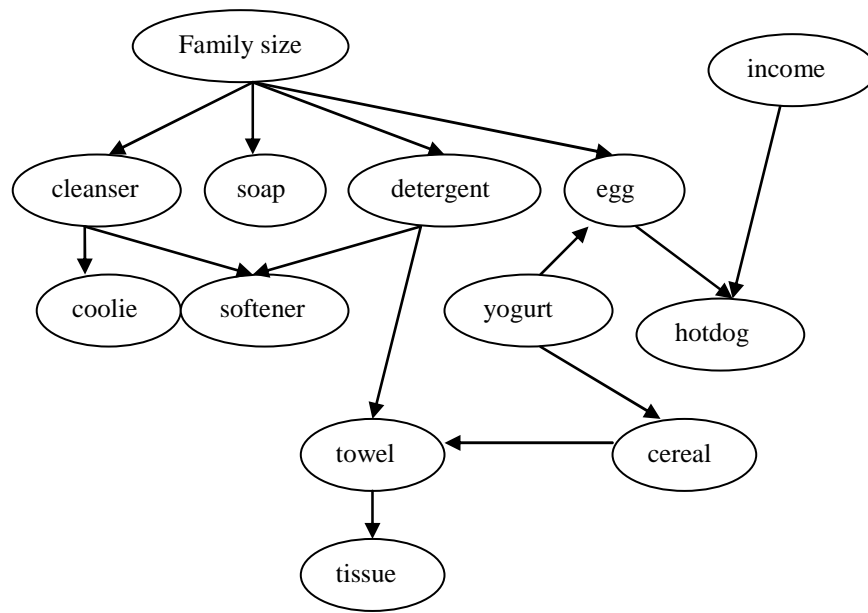 Family size
income
cleanser
soap
detergent
egg
coolie
softener
yogurt
hotdog
towel
cereal
tissue